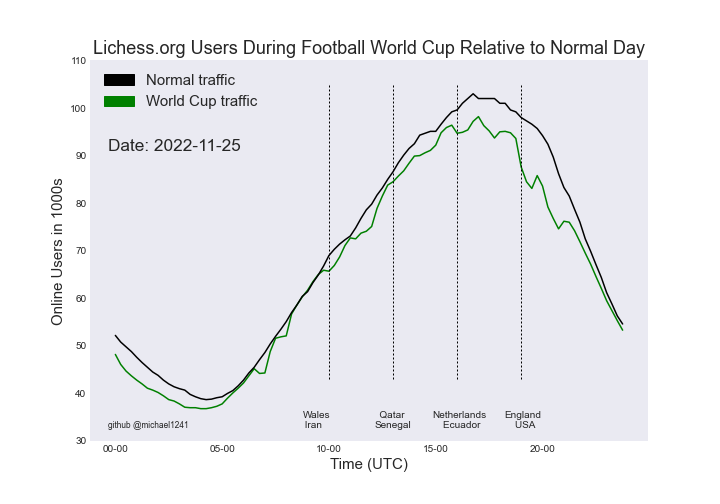 Lichess.org Users During Football World Cup Relative to Normal Day
Normal traffic
World Cup traffic
Date: 2022-11-25
Online Users in 1000s
110
100
90
80
70
60
50
40
30
Wales
Iran
Qatar
Senegal
Netherlands
Ecuador
England
USA
github @michael1241
00-00
05-00
10-00
15-00
20-00
Time (UTC)